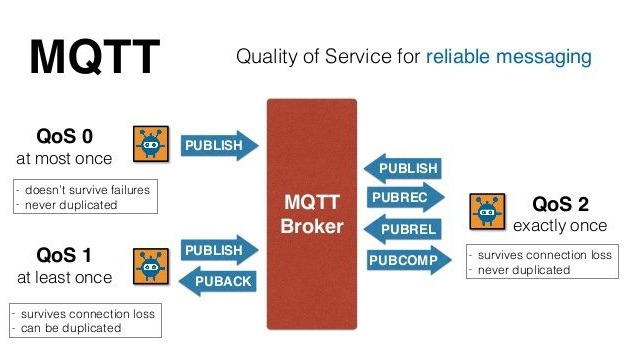 MQTT
Quality of Service for reliable messaging
QoS 0
at most once
PUBLISH
- doesn't survive failures
- never duplicated
QoS 1
at least once
PUBLISH
PUBACK
- survives connection loss
- can be duplicated
MQTT
Broker
PUBLISH
PUBREC
PUBREL
PUBCOMP
QoS 2
exactly once
- survives connection loss
- never duplicated